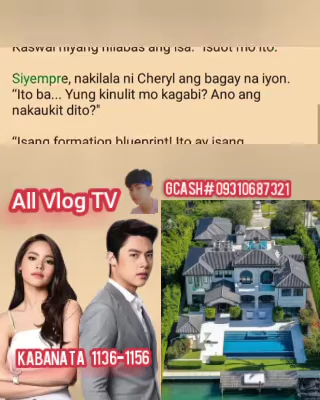 Kaswal niyang nilabas ang isa. "Isuot mo ito."
Siyempre, nakilala ni Cheryl ang bagay na iyon.
“Ito ba... Yung kinulit mo kagabi? Ano ang
nakaukit dito?"
“Isang formation blueprint! Ito ay isang
GCASH#09310687321
All Vlog TV
KABANATA 1136-1156